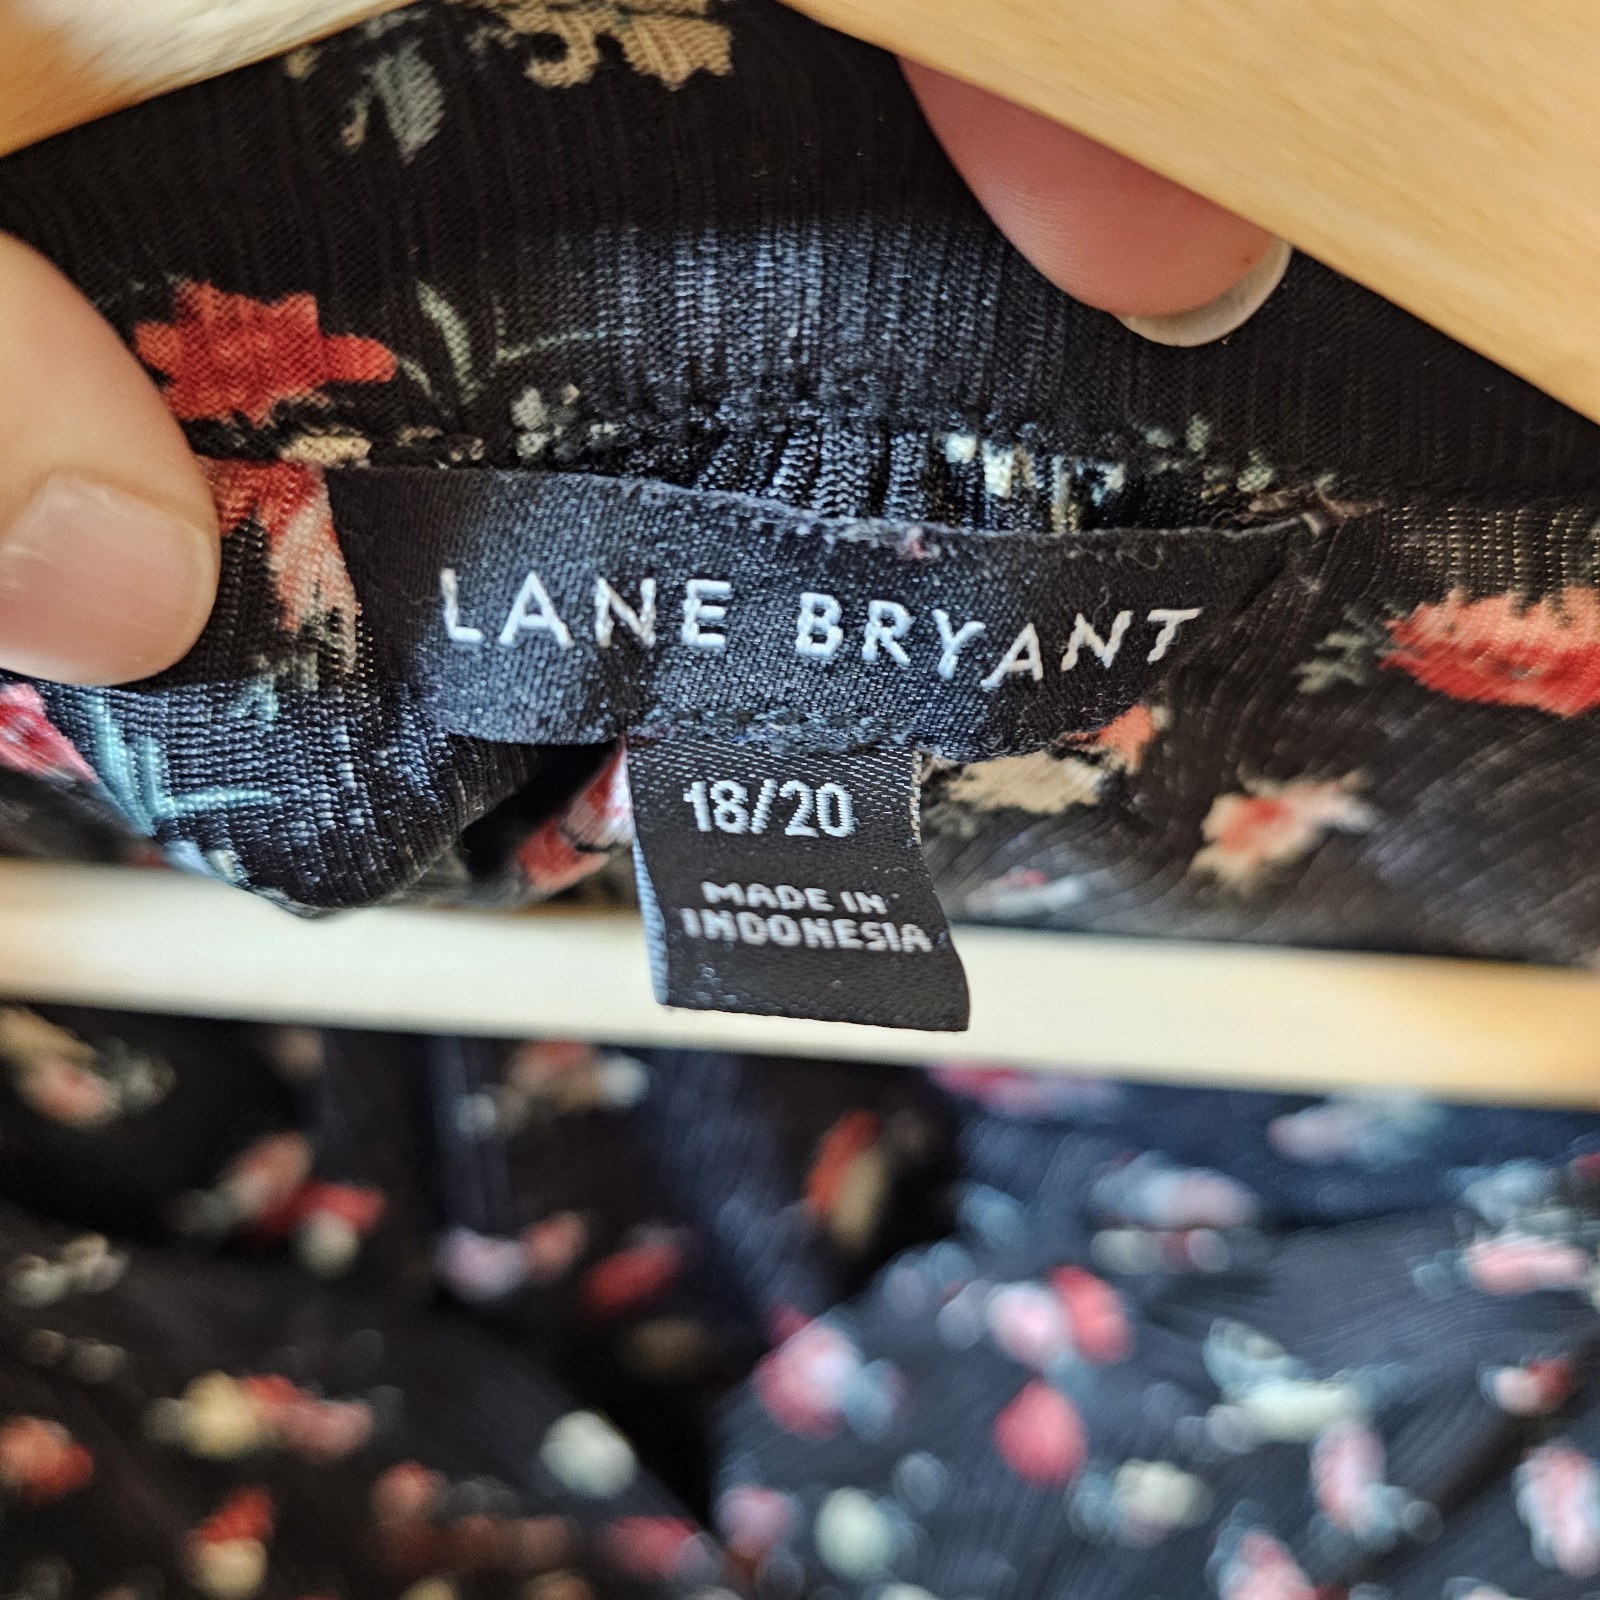 LANE BRYANT
18/20
MADE IN
INDONESIA